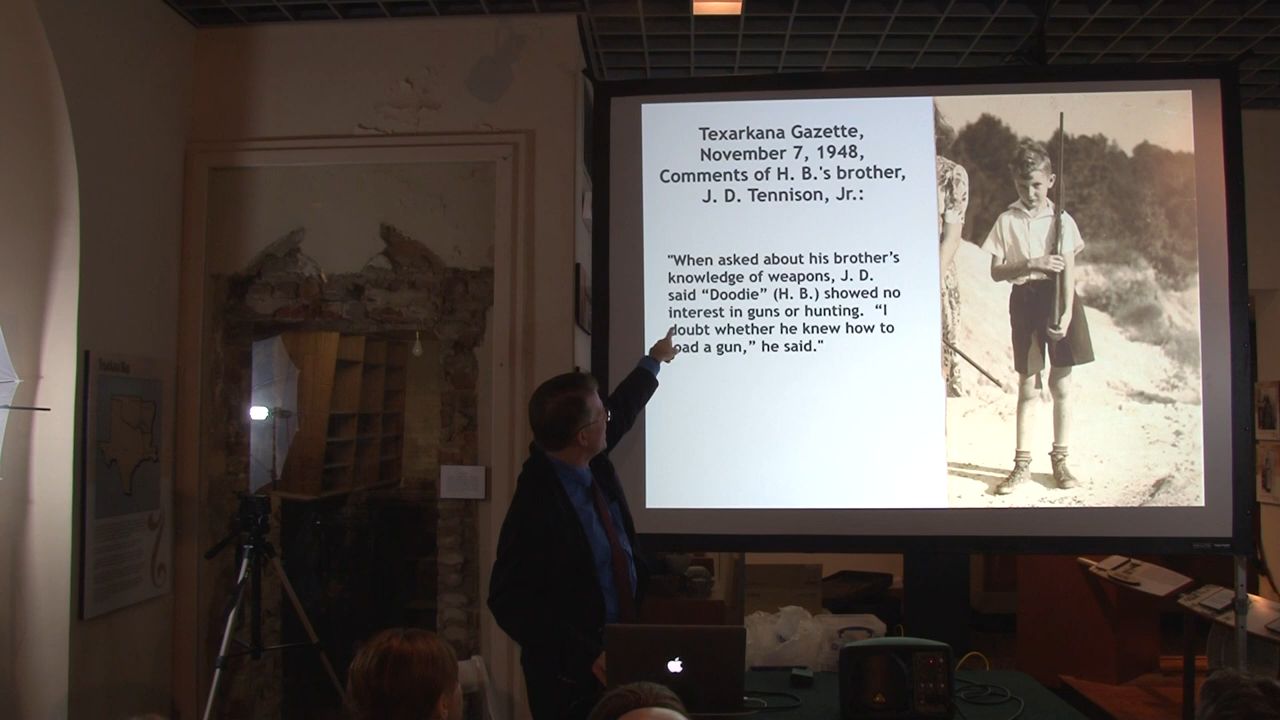 Texarkana Gazette,
November 7, 1948,
Comments of H. B.'s brother,
J. D. Tennison, Jr.:
"When asked about his brother's
knowledge of weapons, J. D.
said “Doodie” (H. B.) showed no
interest in guns or hunting.  “I
doubt whether he knew how to
oad a gun,” he said."